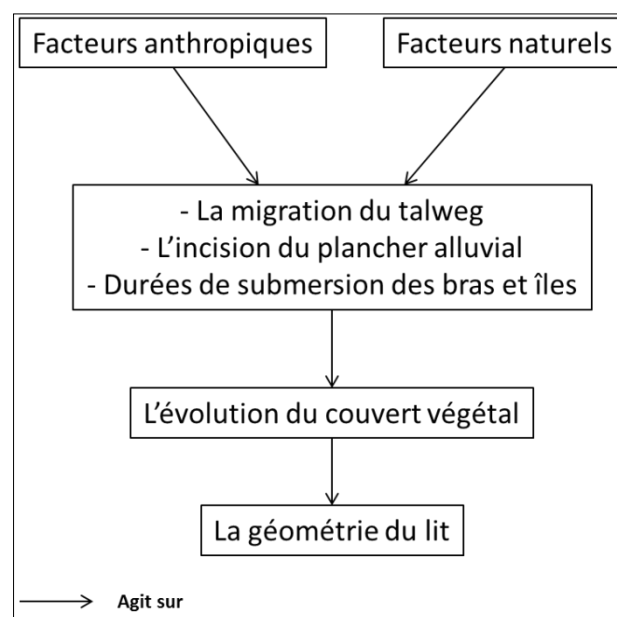 Facteurs anthropiques
Facteurs naturels
- La migration du talweg
- L’incision du plancher alluvial
- Durées de submersion des bras et îles
L’évolution du couvert végétal
La géométrie du lit
Agit sur